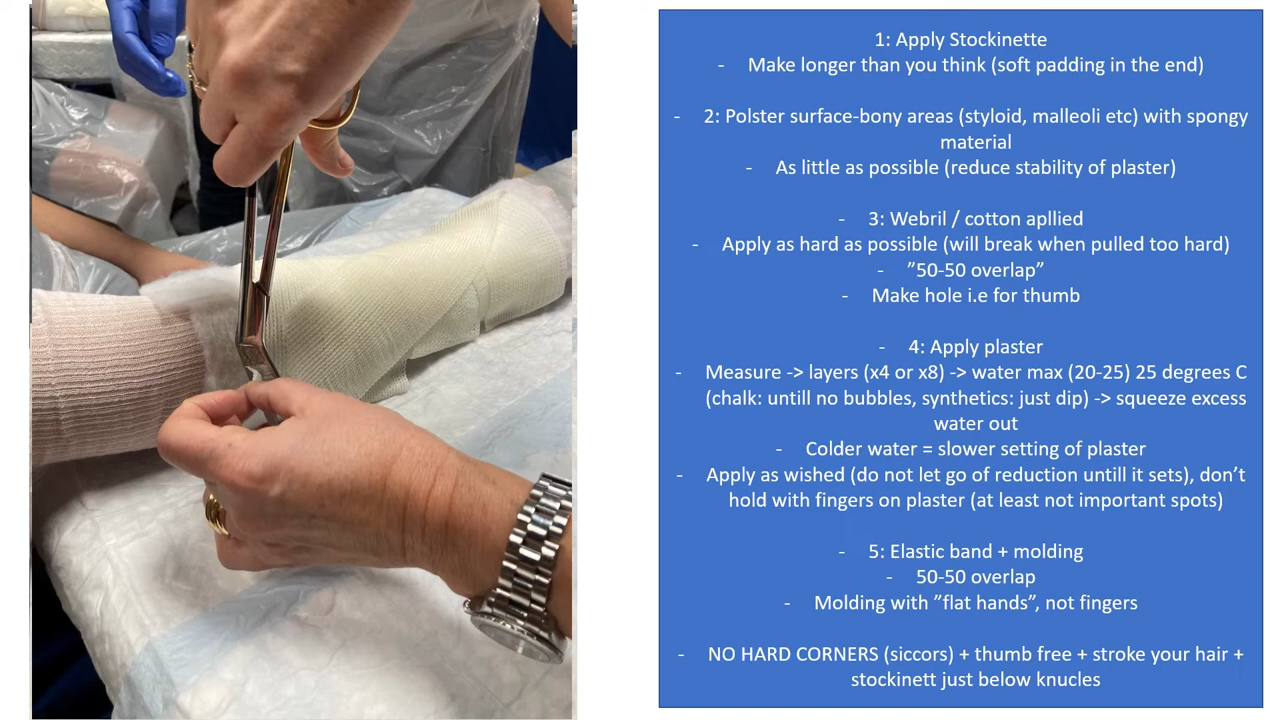 1: Apply Stockinette
- Make longer than you think (soft padding in the end)
- 2: Polster surface-bony areas (styloid, malleoli etc) with spongy
material
- As little as possible (reduce stability of plaster)
- 3: Webril / cotton apllied
- Apply as hard as possible (will break when pulled too hard)
- ”50-50 overlap”
- Make hole i.e for thumb
- 4: Apply plaster
- Measure -> layers (x4 or x8) -> water max (20-25) 25 degrees C
(chalk: untill no bubbles, synthetics: just dip) -> squeeze excess
water out
- Colder water = slower setting of plaster
- Apply as wished (do not let go of reduction untill it sets), don’t
hold with fingers on plaster (at least not important spots)
- 5: Elastic band + molding
- 50-50 overlap
- Molding with ”flat hands”, not fingers
- NO HARD CORNERS (siccors) + thumb free + stroke your hair +
stockinett just below knucles